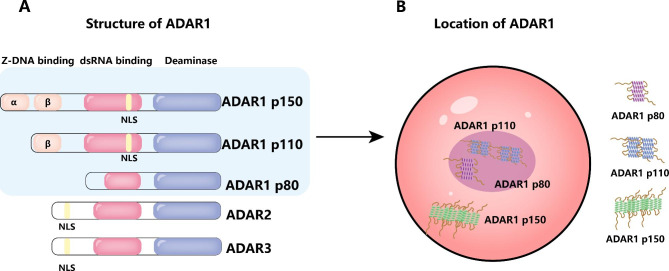 A
Structure of ADAR1
Z-DNA binding dsRNA binding Deaminase
α β ADAR1 p150
NLS
β ADAR1 p110
NLS
ADAR1 p80
ADAR2
NLS
ADAR3
NLS
B
Location of ADAR1
ADAR1 p110
ADAR1 p80
ADAR1 p150
ADAR1 p80
ADAR1 p110
ADAR1 p150